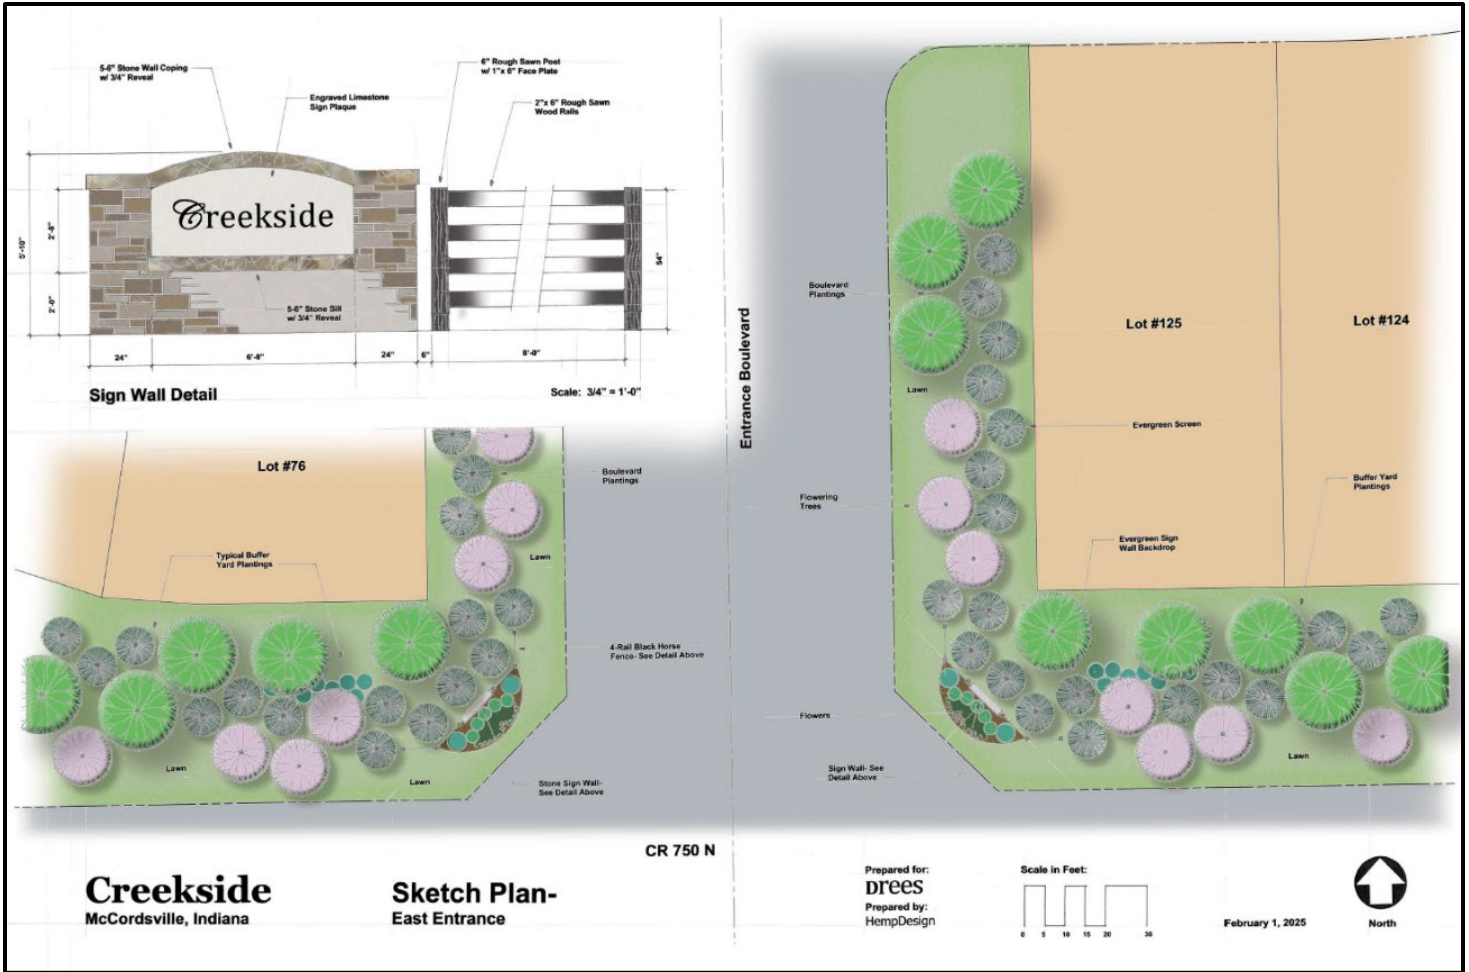 5-6" Stone Wall Coping
w/ 3/4" Reveal
Engraved Limestone
Sign Plaque
6" Rough Sawn Post
w/ 1"x 6" Face Plate
2"x 6" Rough Sawn
Wood Rails
Creekside
5'-10"
2'-8"
2'-0"
54"
5-6" Stone Sill
w/ 3/4" Reveal
24"
6'-8"
24"
6"
8'-0"
Sign Wall Detail
Scale: 3/4" = 1'-0"
Entrance Boulevard
Boulevard
Plantings
Lawn
Lot #125
Lot #124
Evergreen Screen
Flowering
Trees
Buffer Yard
Plantings
Evergreen Sign
Wall Backdrop
Lot #76
Boulevard
Plantings
Typical Buffer
Yard Plantings
Lawn
4-Rail Black Horse
Fence- See Detail Above
Flowers
Sign Wall- See
Detail Above
Lawn
Lawn
Lawn
Stone Sign Wall-
See Detail Above
CR 750 N
Creekside
McCordsville, Indiana
Sketch Plan-
East Entrance
Prepared for:
Drees
Prepared by:
HempDesign
Scale in Feet:
0 5 10 15 20 30
February 1, 2025
North